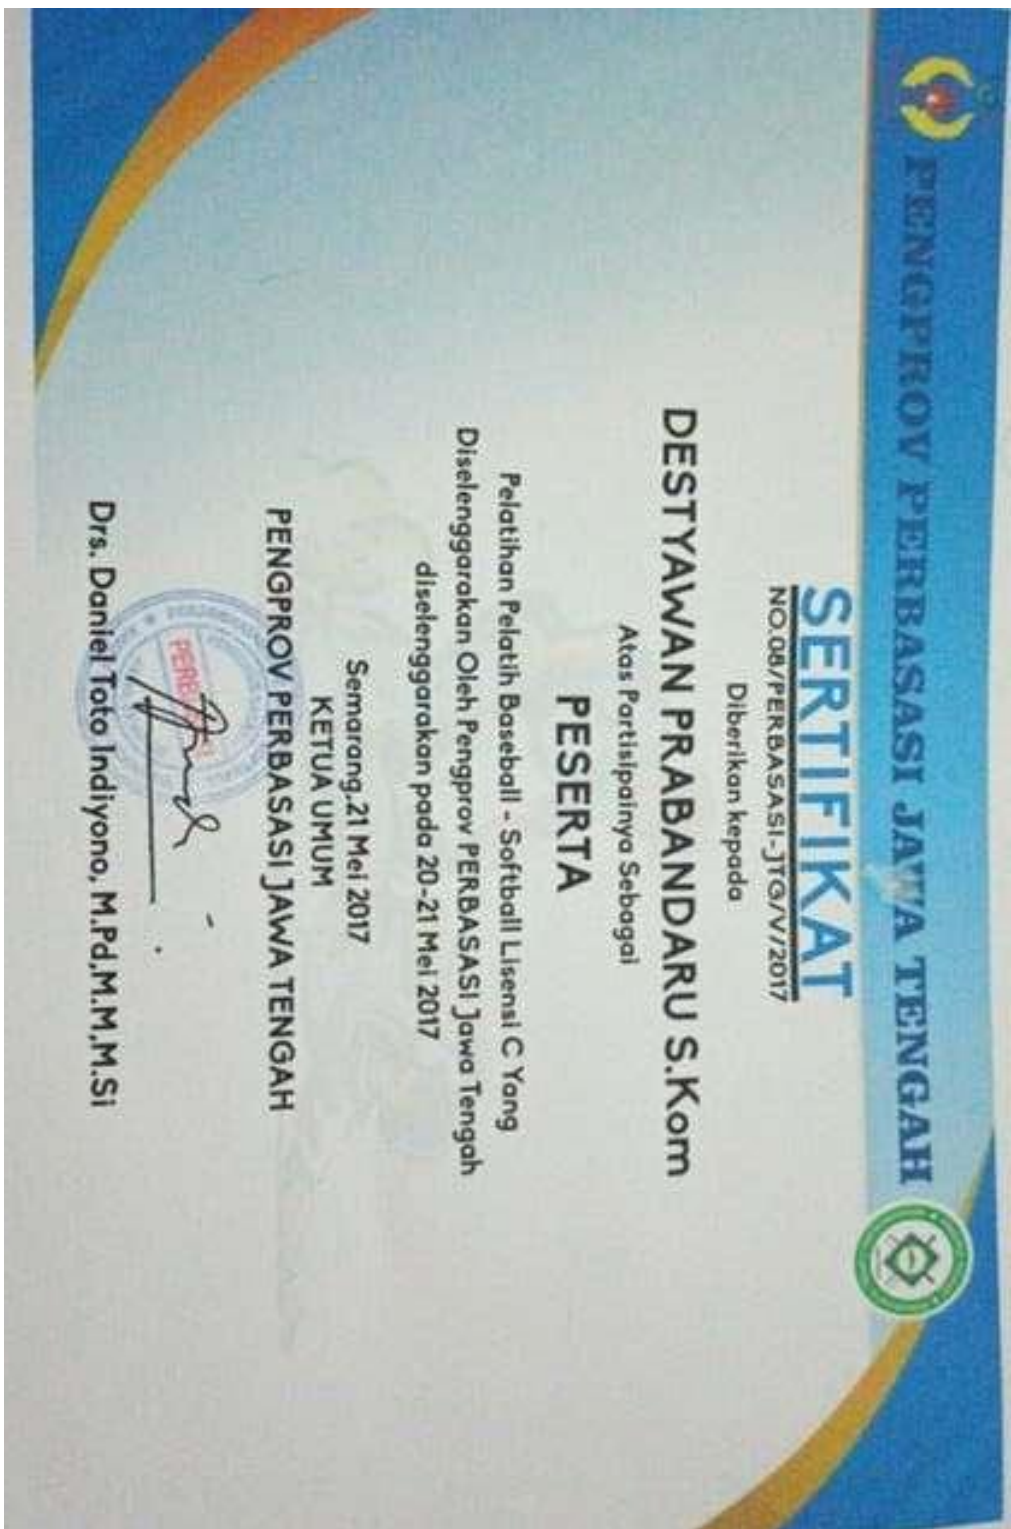 PENGPROV PERBASASI JAWA TENGAH
SERTIFIKAT
NO.08/PERBASASI-JTG/V/2017
Diberikan kepada
DESTYAWAN PRABANDARU S.Kom
Atas Partisipainya Sebagai
PESERTA
Pelatihan Pelatih Baseball - Softball Lisensi C Yang
Diselenggarakan Oleh Pengprov PERBASASI Jawa Tengah
diselenggarakan pada 20-21 Mei 2017
Semarang.21 Mei 2017
KETUA UMUM
PENGPROV PERBASASI JAWA TENGAH
Drs. Daniel Toto Indiyono, M.Pd,M.M,M.Si